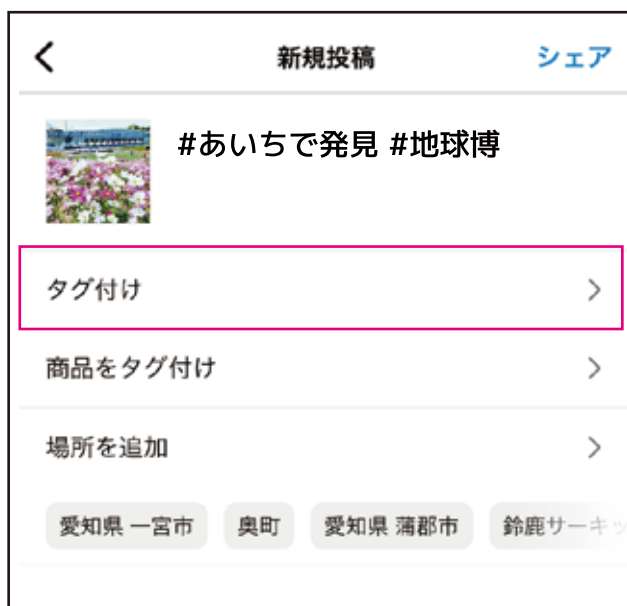 新規投稿 シェア
#あいちで発見 #地球博
タグ付け
商品をタグ付け
場所を追加
愛知県 一宮市 奥町 愛知県 蒲郡市 鈴鹿サーキッ